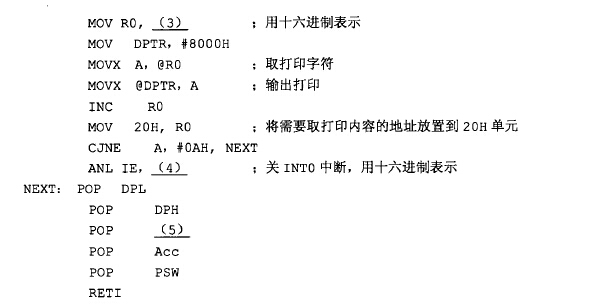 MOV R0, （3） ; 用十六进制表示
MOV DPTR, #8000H
MOVX A, @R0 ; 取打印字符
MOVX @DPTR, A ; 输出打印
INC R0
MOV 20H, R0 ; 将需要取打印内容的地址放置到 20H 单元
CJNE A, #0AH, NEXT
ANL IE, （4） ; 关 INT0 中断，用十六进制表示
NEXT: POP DPL
POP DPH
POP （5）
POP Acc
POP PSW
RETI